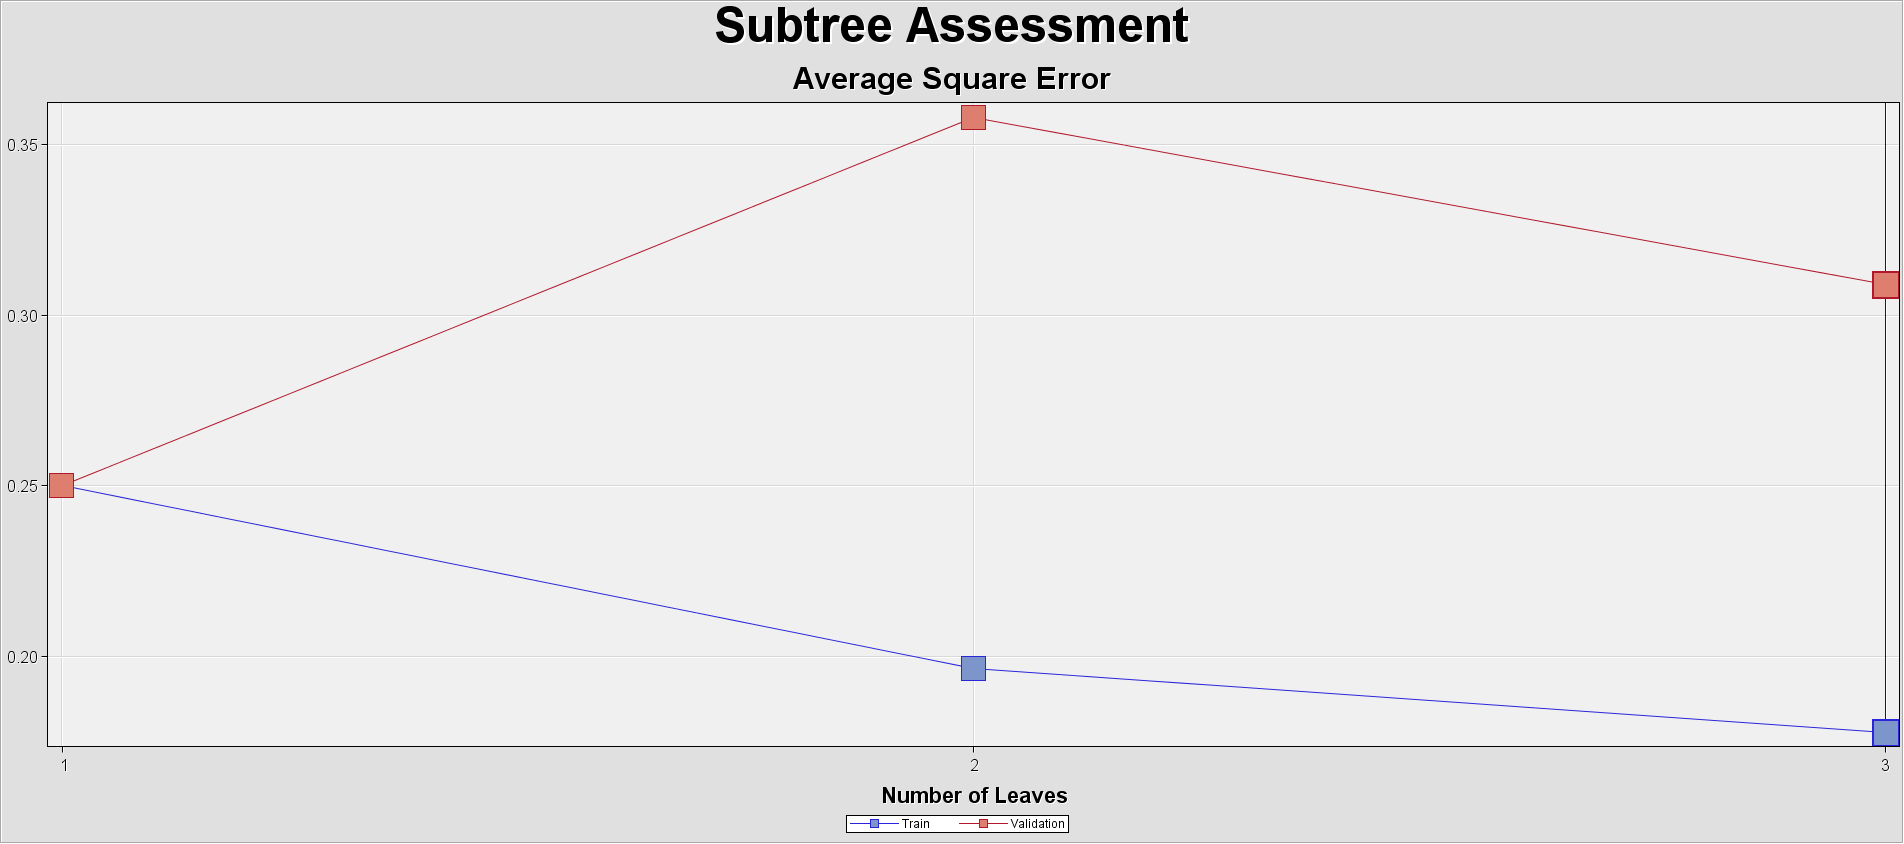 Subtree Assessment
Average Square Error
0.35
0.30
0.25
0.20
1 2 3
Number of Leaves
Train Validation